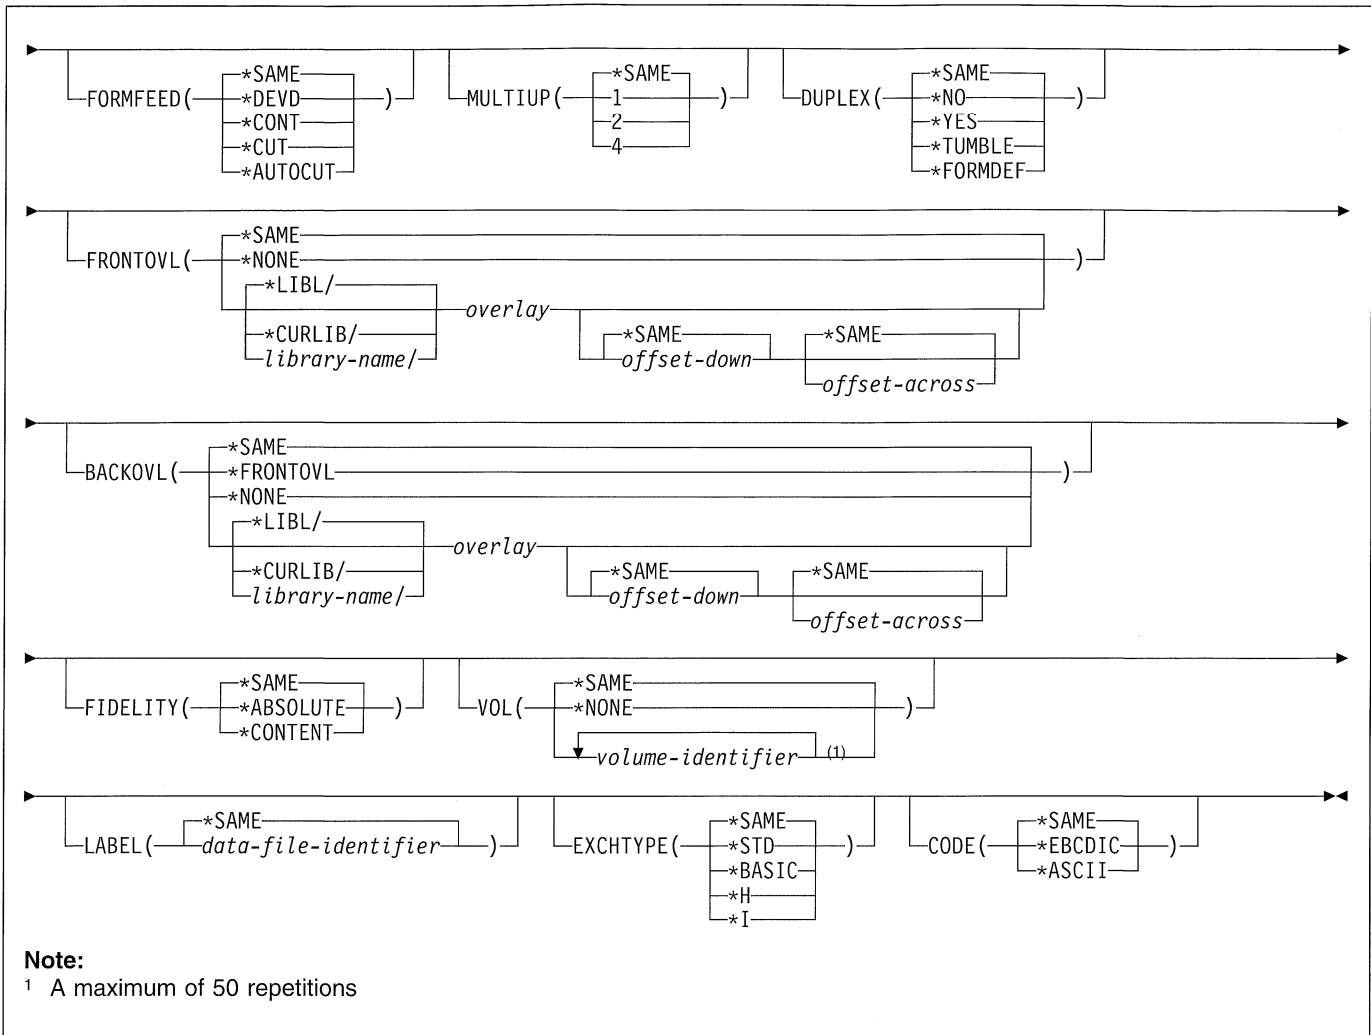 *SAME *SAME *SAME
FORMFEED( *DEVD ) MULTIUP( 1 ) DUPLEX( *NO )
*CONT 2 *YES
*CUT 4 *TUMBLE
*AUTOCUT *FORMDEF
*SAME
FRONTOVL( *NONE )
*LIBL/
overlay
*CURLIB/ *SAME *SAME
library-name/ offset-down
offset-across
*SAME
BACKOVL( *FRONTOVL )
*NONE
*LIBL/
overlay
*CURLIB/ *SAME *SAME
library-name/ offset-down
offset-across
*SAME *SAME
FIDELITY( *ABSOLUTE ) VOL( *NONE )
*CONTENT
volume-identifier (1)
*SAME *SAME *SAME
LABEL( data-file-identifier ) EXCHTYPE( *STD ) CODE( *EBCDIC )
*BASIC *ASCII
*H
*I
Note:
1 A maximum of 50 repetitions